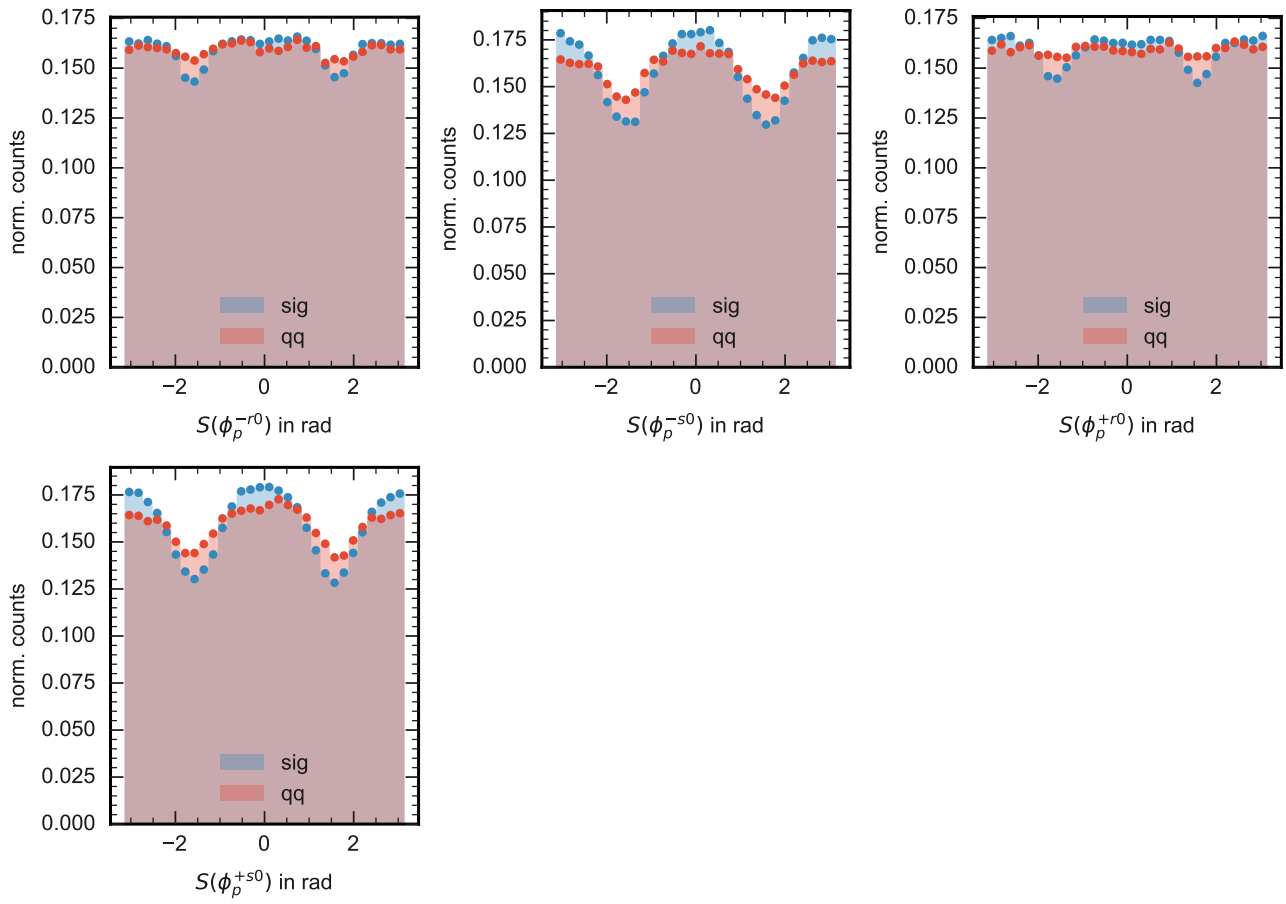 norm. counts
0.175
0.150
0.125
0.100
0.075
0.050
0.025
0.000
−2 0 2
sig
qq
S(ϕ_p^{−r0}) in rad
norm. counts
0.175
0.150
0.125
0.100
0.075
0.050
0.025
0.000
−2 0 2
sig
qq
S(ϕ_p^{−s0}) in rad
norm. counts
0.175
0.150
0.125
0.100
0.075
0.050
0.025
0.000
−2 0 2
sig
qq
S(ϕ_p^{+r0}) in rad
norm. counts
0.175
0.150
0.125
0.100
0.075
0.050
0.025
0.000
−2 0 2
sig
qq
S(ϕ_p^{+s0}) in rad